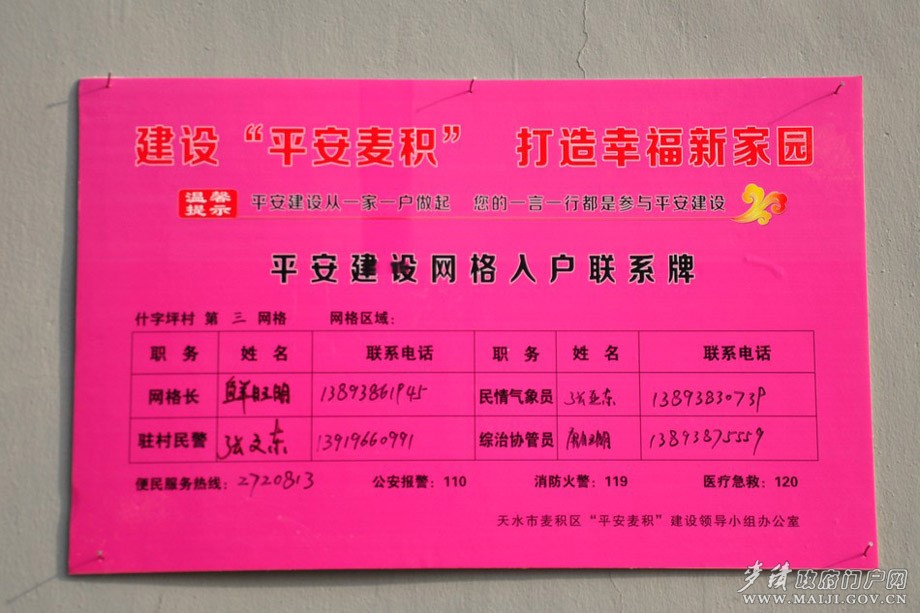 建设“平安麦积” 打造幸福新家园
温馨提示 平安建设从一家一户做起 您的一言一行都是参与平安建设
平安建设网格入户联系牌
什字坪村 第 三 网格 网格区域：
职务 姓名 联系电话 职务 姓名 联系电话
网格长 鲜旺明 13893861945 民情气象员 张亚东 13893830739
驻村民警 张文东 13919660991 综治协管员 13893875559
便民服务热线：2720813 公安报警：110 消防火警：119 医疗急救：120
天水市麦积区“平安麦积”建设领导小组办公室
政府门户网
WWW.MAIJI.GOV.CN